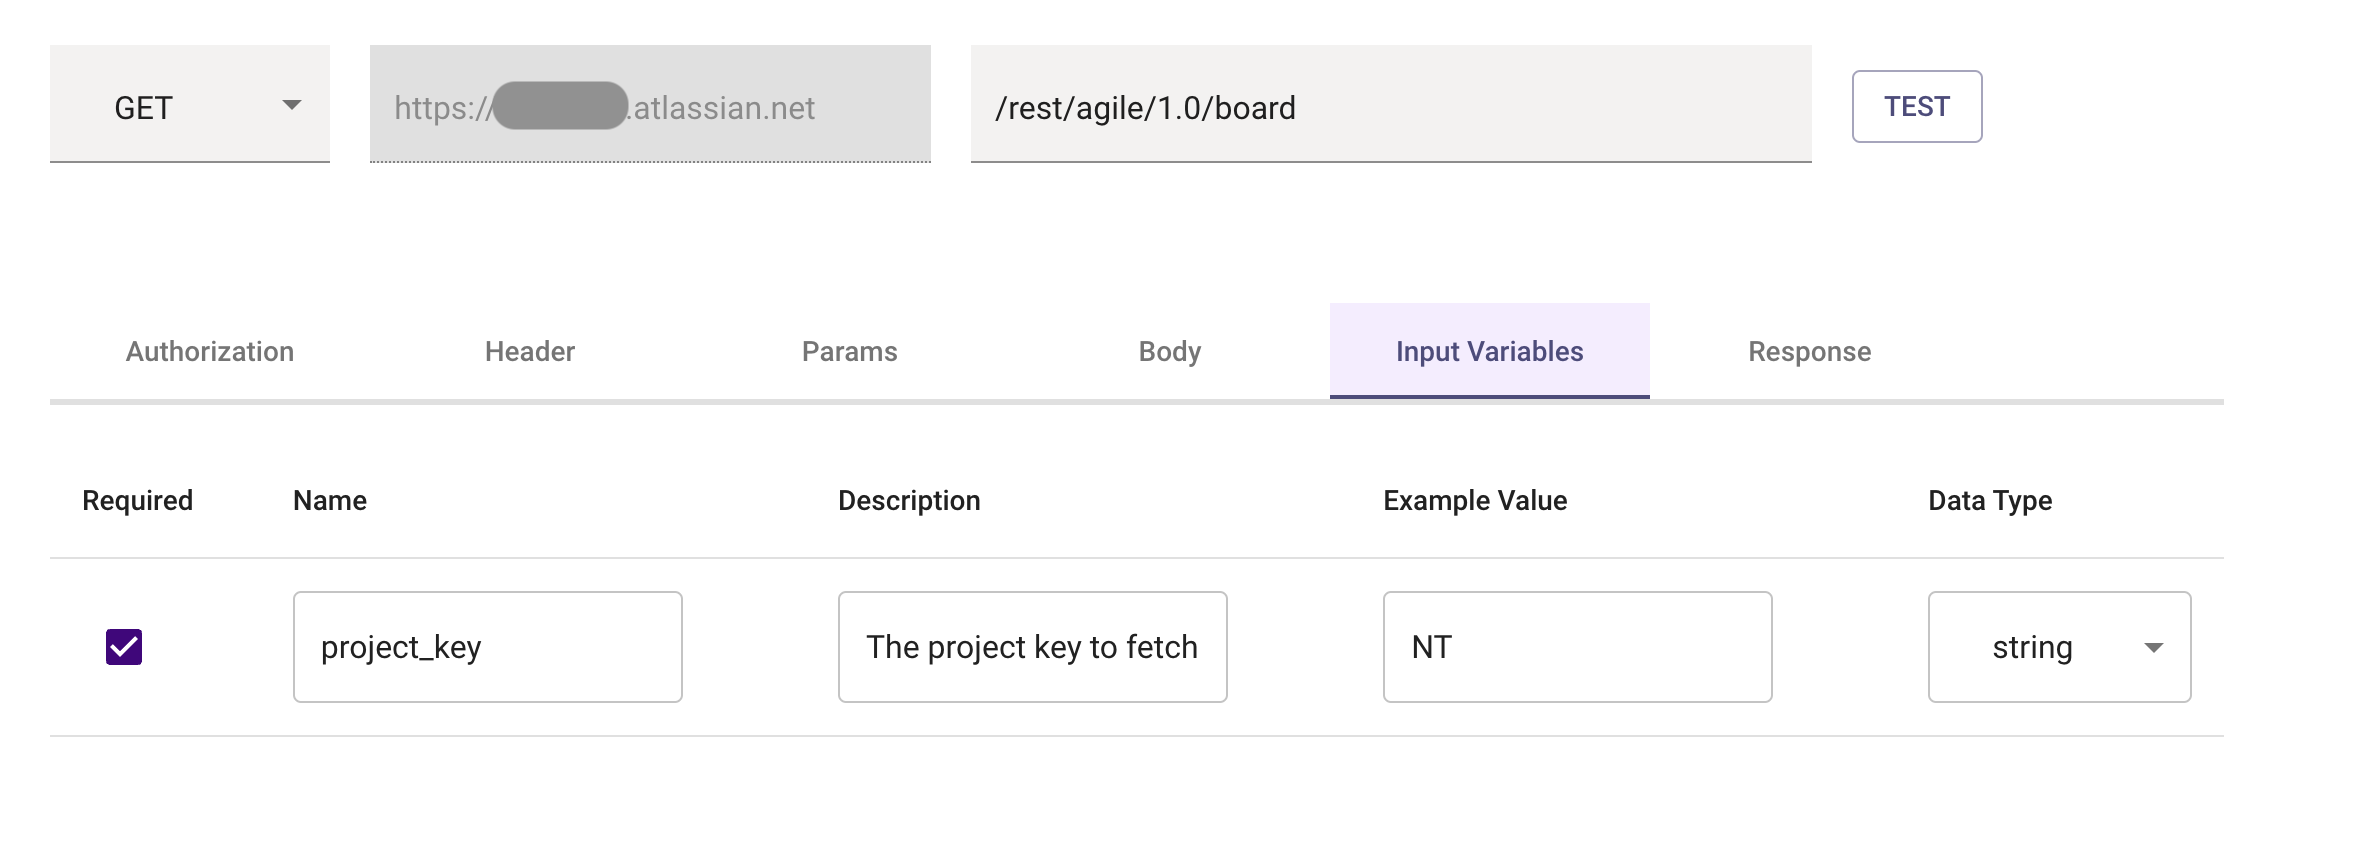 GET https://.atlassian.net /rest/agile/1.0/board TEST
Authorization Header Params Body Input Variables Response
Required Name Description Example Value Data Type
project_key The project key to fetch NT string